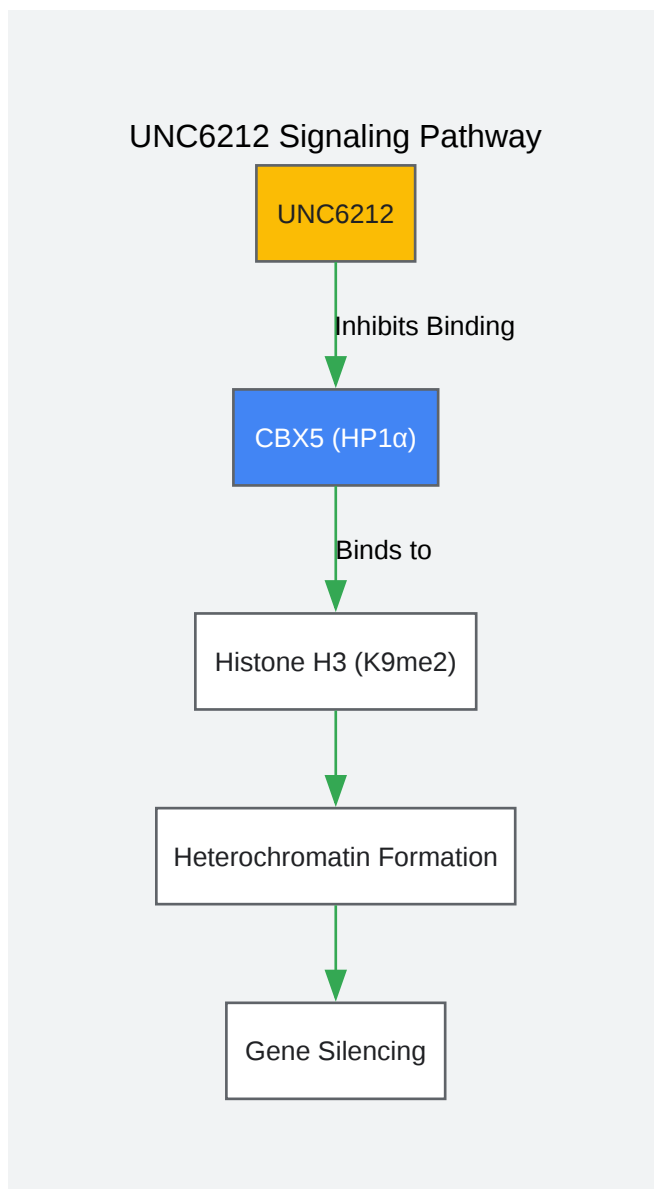 UNC6212 Signaling Pathway
UNC6212
Inhibits Binding
CBX5 (HP1α)
Binds to
Histone H3 (K9me2)
Heterochromatin Formation
Gene Silencing